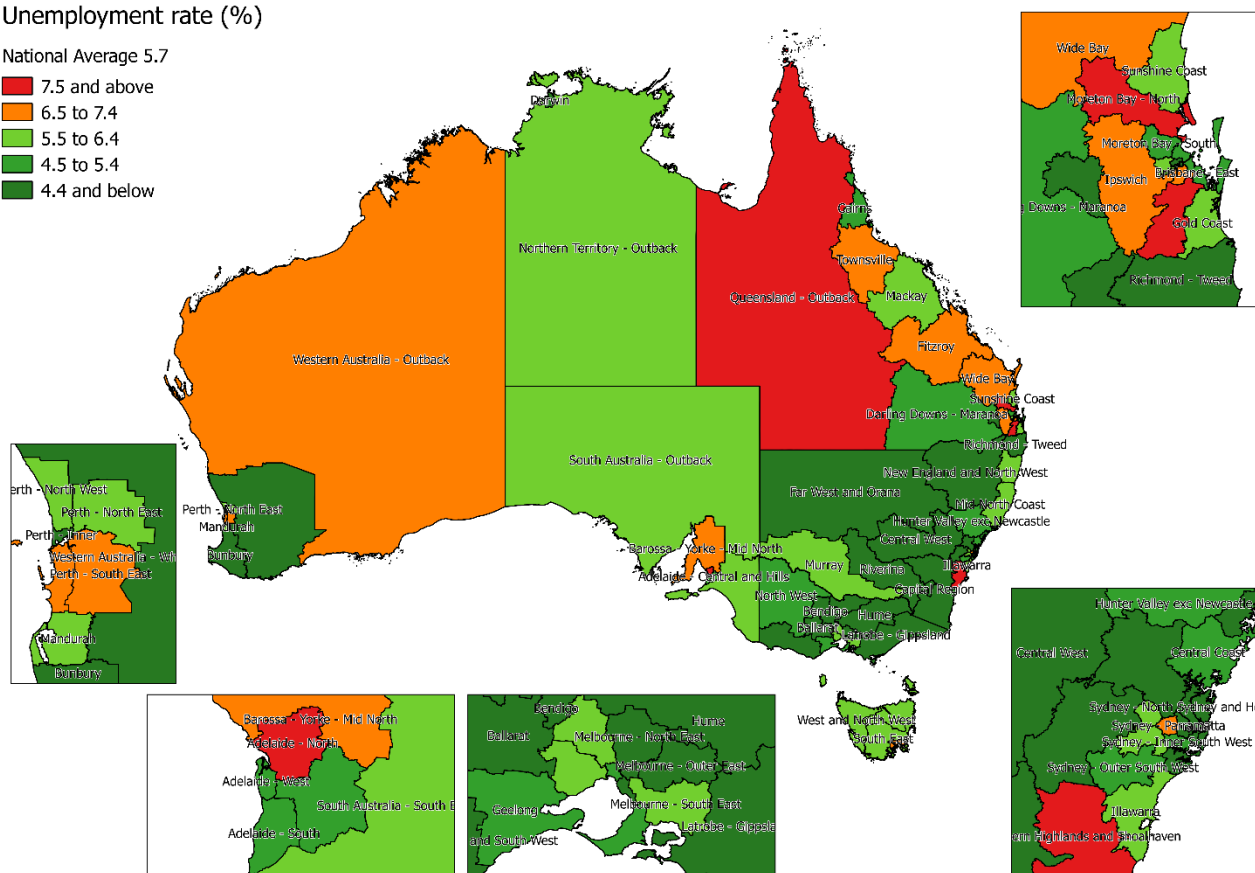 Unemployment rate (%)
National Average 5.7
7.5 and above
6.5 to 7.4
5.5 to 6.4
4.5 to 5.4
4.4 and below
Darwin
Northern Territory - Outback
Western Australia - Outback
Queensland - Outback
South Australia - Outback
Cairns
Townsville
Mackay
Fitzroy
Wide Bay
Sunshine Coast
Darling Downs - Maranoa
Richmond - Tweed
New England and North West
Far West and Orana
Mid North Coast
Hunter Valley exc Newcastle
Central West
Illawarra
Riverina
Murray
Capital Region
Barossa - Yorke - Mid North
Adelaide - Central and Hills
North West
Bendigo
Hume
Ballarat
Latrobe - Gippsland
West and North West
South East
Perth - North East
Mandurah
Bunbury
Wide Bay
Sunshine Coast
Moreton Bay - North
Moreton Bay - South
Brisbane - East
Ipswich
Downs - Maranoa
Gold Coast
Richmond - Tweed
erth - North West
Perth - North East
Perth - Inner
Western Australia - Wh
Perth - South East
Mandurah
Bunbury
Barossa - Yorke - Mid North
Adelaide - North
Adelaide - West
South Australia - South E
Adelaide - South
Bendigo
Hume
Ballarat
Melbourne - North East
Melbourne - Outer East
Geelong
Melbourne - South East
Latrobe - Gippsla
and South West
Hunter Valley exc Newcastle
Central West
Central Coast
Sydney - North Sydney and Ho
Sydney - Parramatta
Sydney - Inner South West
Sydney - Outer South West
Illawarra
ern Highlands and Shoalhaven